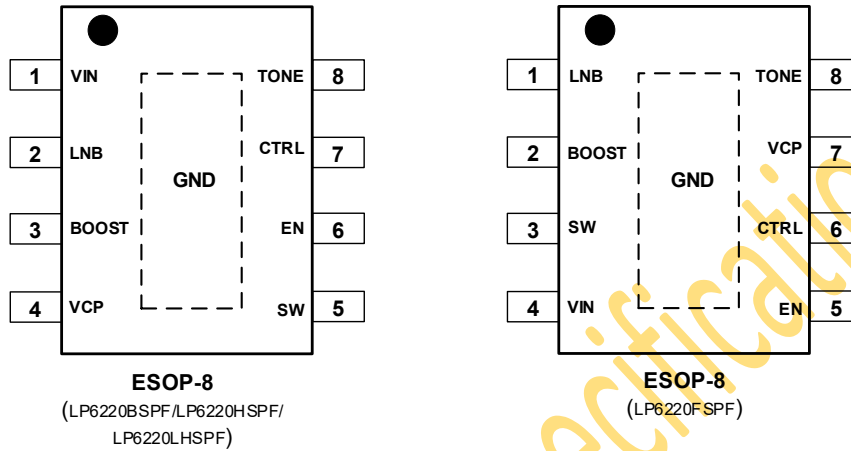 1 VIN TONE 8
2 LNB CTRL 7
GND
3 BOOST EN 6
4 VCP SW 5
ESOP-8
(LP6220BSPF/LP6220HSPF/
LP6220LHSPF)
1 LNB TONE 8
2 BOOST VCP 7
GND
3 SW CTRL 6
4 VIN EN 5
ESOP-8
(LP6220FSPF)
ecificatio